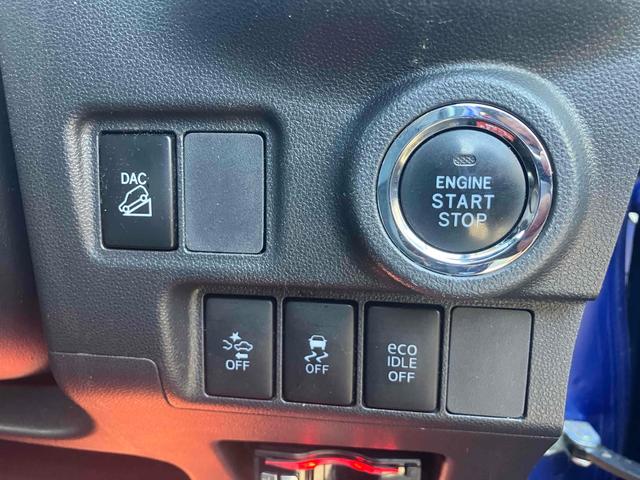 DAC
ENGINE
START
STOP
OFF
OFF
eco
IDLE
OFF